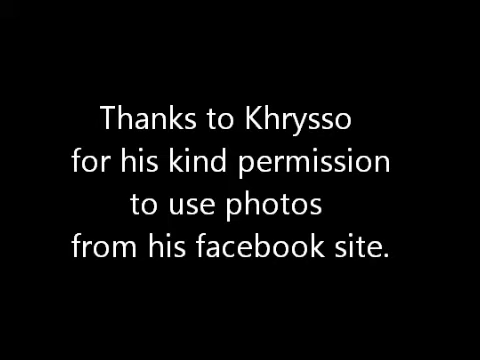 Thanks to Khrysso
for his kind permission
to use photos
from his facebook site.